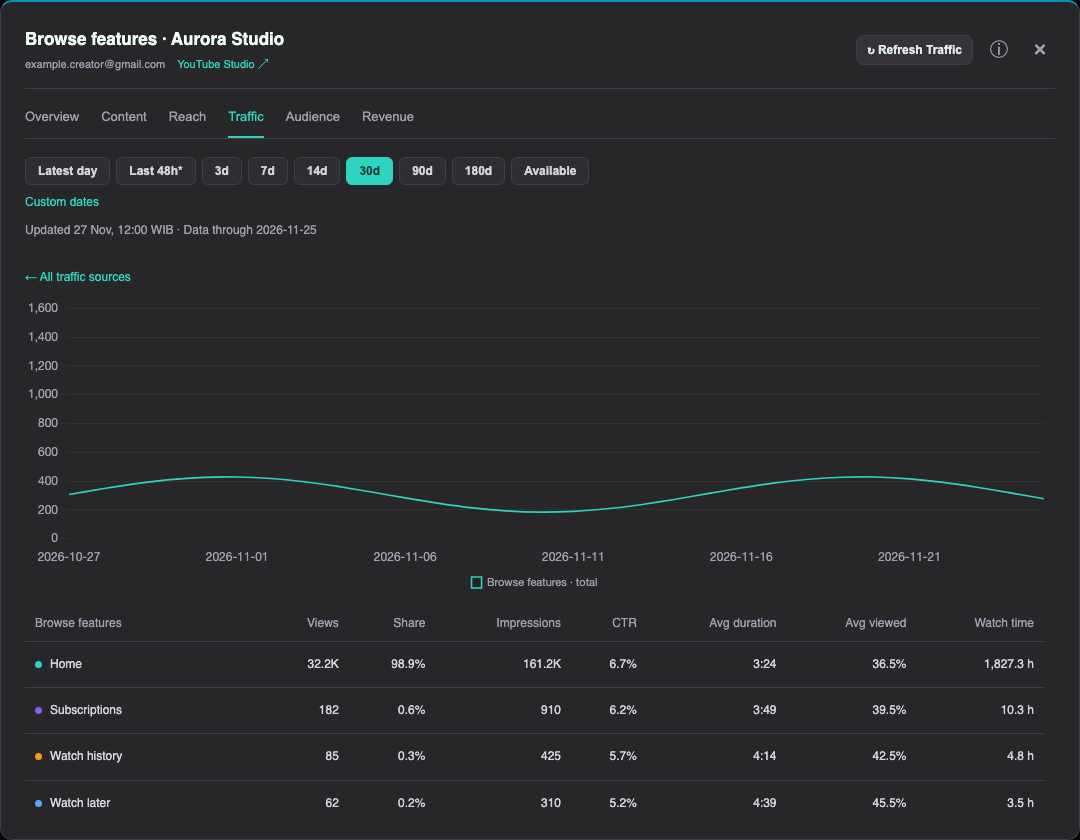 Browse features · Aurora Studio
example.creator@gmail.com YouTube Studio ↗
↻ Refresh Traffic ⓘ ✕
Overview Content Reach Traffic Audience Revenue
Latest day Last 48h* 3d 7d 14d 30d 90d 180d Available
Custom dates
Updated 27 Nov, 12:00 WIB · Data through 2026-11-25
← All traffic sources
1,600
1,400
1,200
1,000
800
600
400
200
0
2026-10-27 2026-11-01 2026-11-06 2026-11-11 2026-11-16 2026-11-21
Browse features · total
Browse features Views Share Impressions CTR Avg duration Avg viewed Watch time
Home 32.2K 98.9% 161.2K 6.7% 3:24 36.5% 1,827.3 h
Subscriptions 182 0.6% 910 6.2% 3:49 39.5% 10.3 h
Watch history 85 0.3% 425 5.7% 4:14 42.5% 4.8 h
Watch later 62 0.2% 310 5.2% 4:39 45.5% 3.5 h